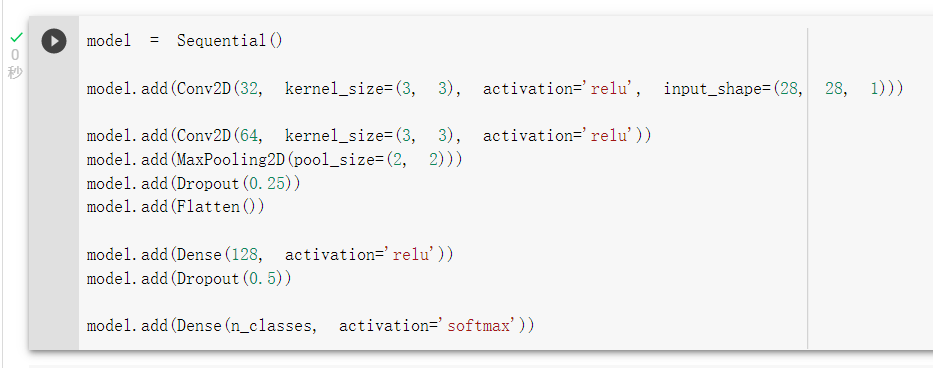 model = Sequential()
0
秒
model.add(Conv2D(32, kernel_size=(3, 3), activation='relu', input_shape=(28, 28, 1)))
model.add(Conv2D(64, kernel_size=(3, 3), activation='relu'))
model.add(MaxPooling2D(pool_size=(2, 2)))
model.add(Dropout(0.25))
model.add(Flatten())
model.add(Dense(128, activation='relu'))
model.add(Dropout(0.5))
model.add(Dense(n_classes, activation='softmax'))